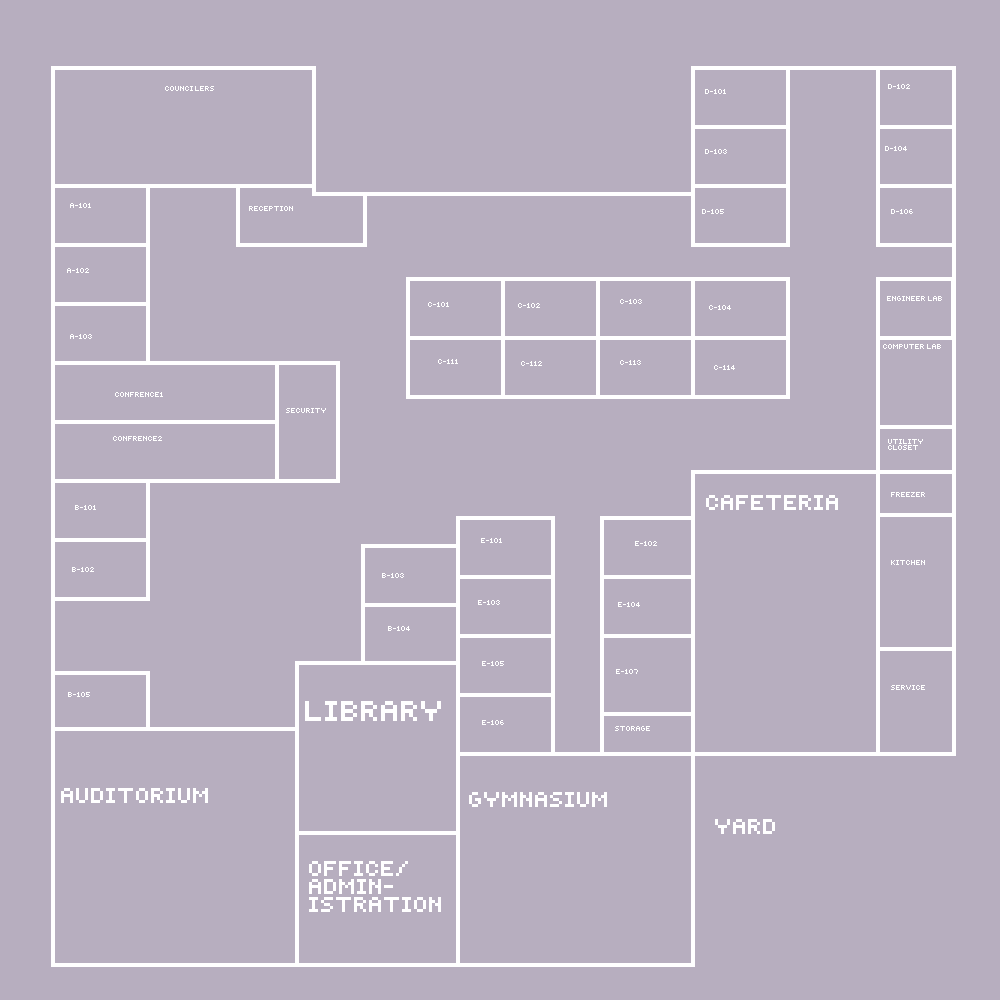 COUNCILERS
D-101
D-102
A-101
RECEPTION
D-103
D-104
A-102
D-105
D-106
A-103
C-101
C-102
C-103
C-104
ENGINEER LAB
C-111
C-112
C-113
C-114
COMPUTER LAB
CONFRENCE1
SECURITY
CONFRENCE2
UTILITY
CLOSET
B-101
CAFETERIA
FREEZER
B-102
B-103
E-101
E-102
KITCHEN
B-104
E-103
E-104
B-105
E-105
E-107
SERVICE
LIBRARY
E-106
STORAGE
AUDITORIUM
GYMNASIUM
YARD
OFFICE/
ADMIN-
ISTRATION